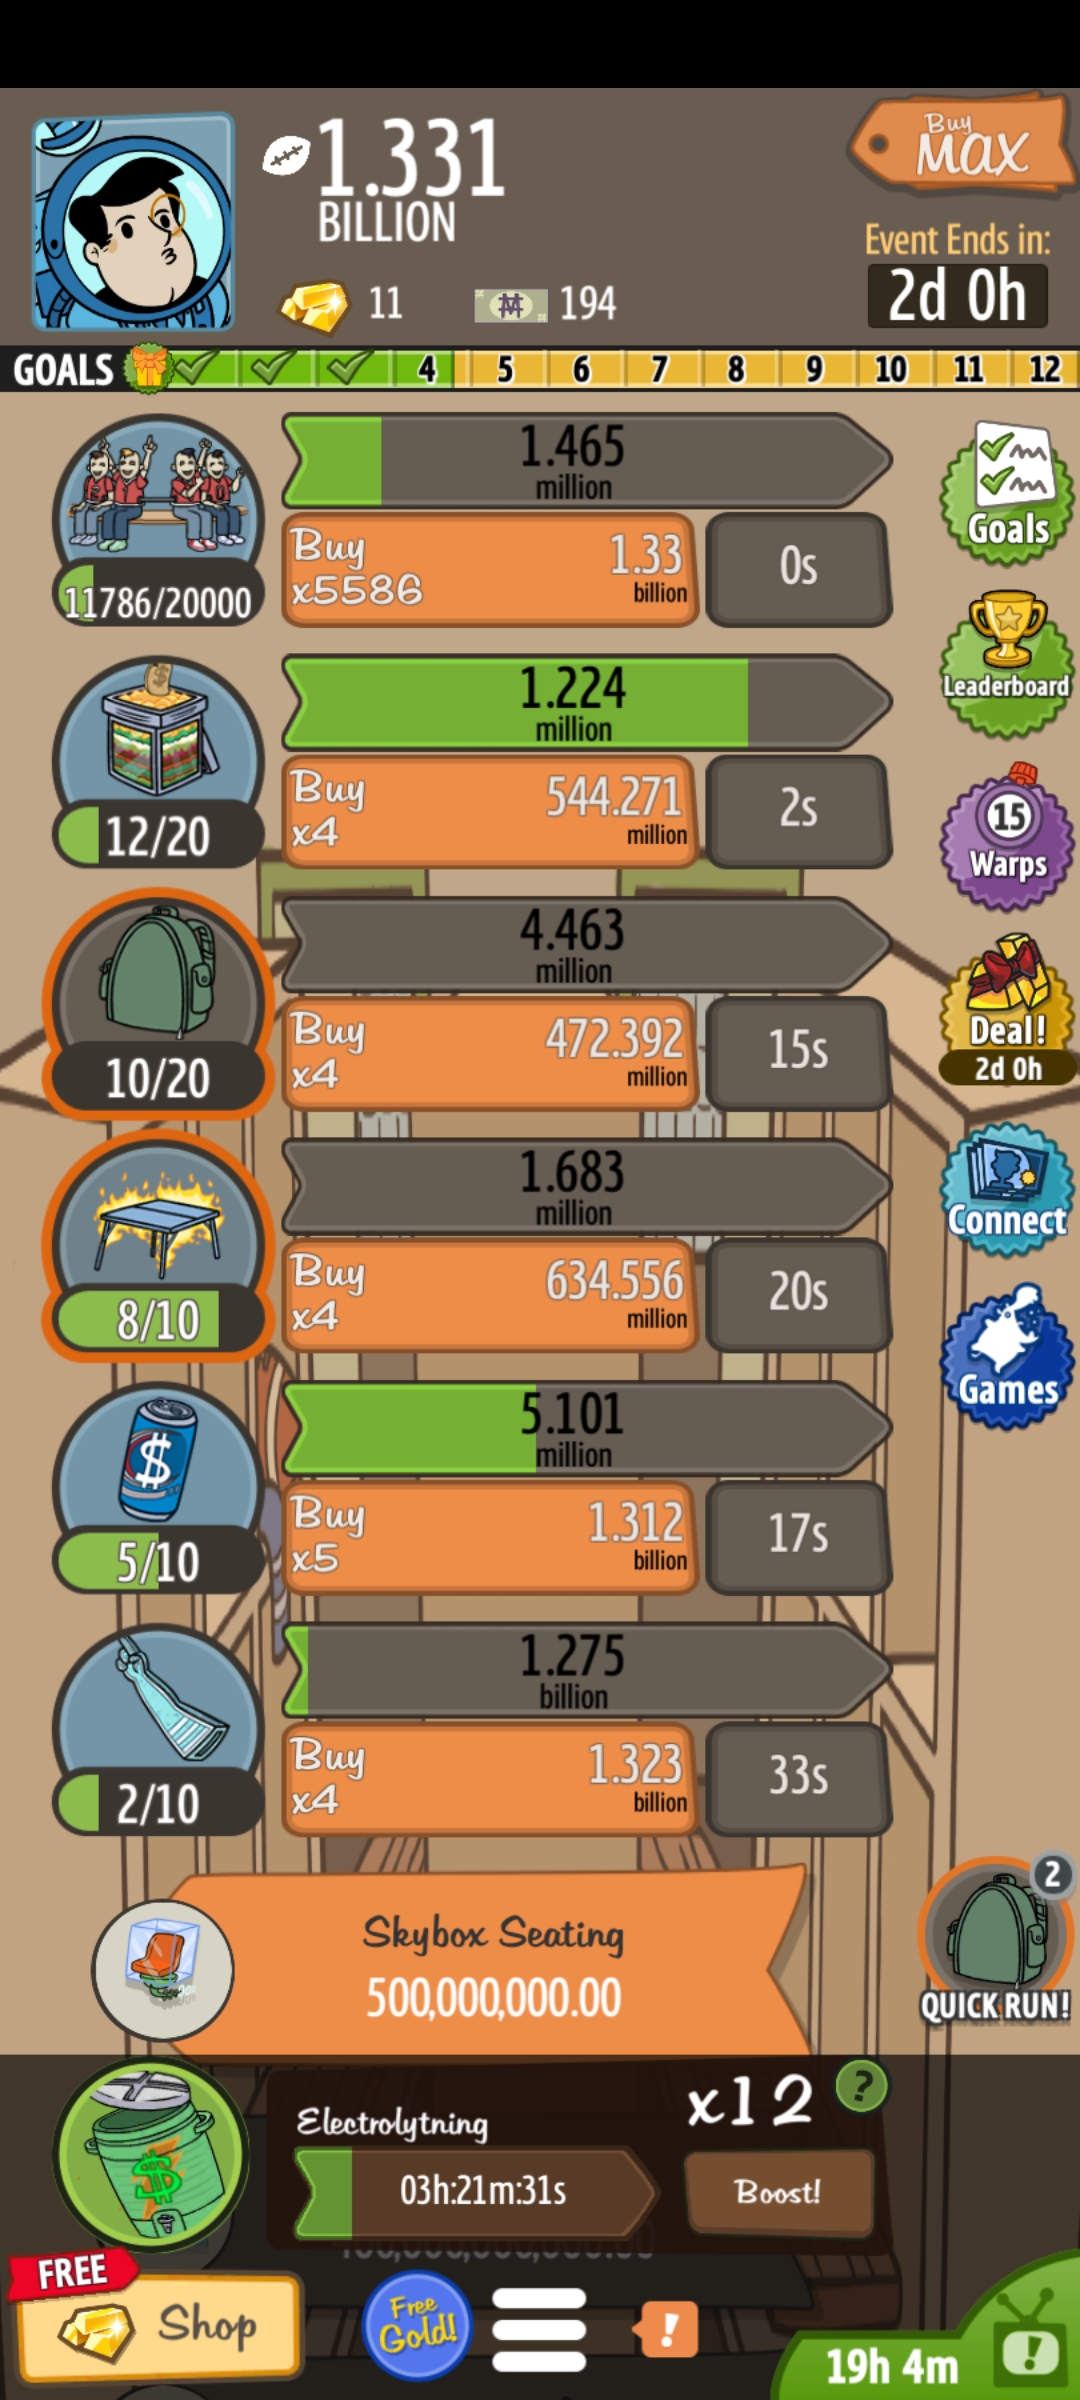 1.331
BILLION
11
194
Buy
MAX
Event Ends in:
2d 0h
GOALS
4 5 6 7 8 9 10 11 12
1.465
million
11786/20000
Buy
x5586
1.33
billion
0s
Goals
1.224
million
12/20
Buy
x4
544.271
million
2s
Leaderboard
4.463
million
10/20
Buy
x4
472.392
million
15s
15
Warps
Deal!
2d 0h
1.683
million
8/10
Buy
x4
634.556
million
20s
Connect
5.101
million
$
5/10
Buy
x5
1.312
billion
17s
Games
1.275
billion
2/10
Buy
x4
1.323
billion
33s
Skybox Seating
500,000,000.00
2
QUICK RUN!
$
Electrolytning
03h:21m:31s
x12
?
Boost!
FREE
Shop
Free
Gold!
!
19h 4m
!